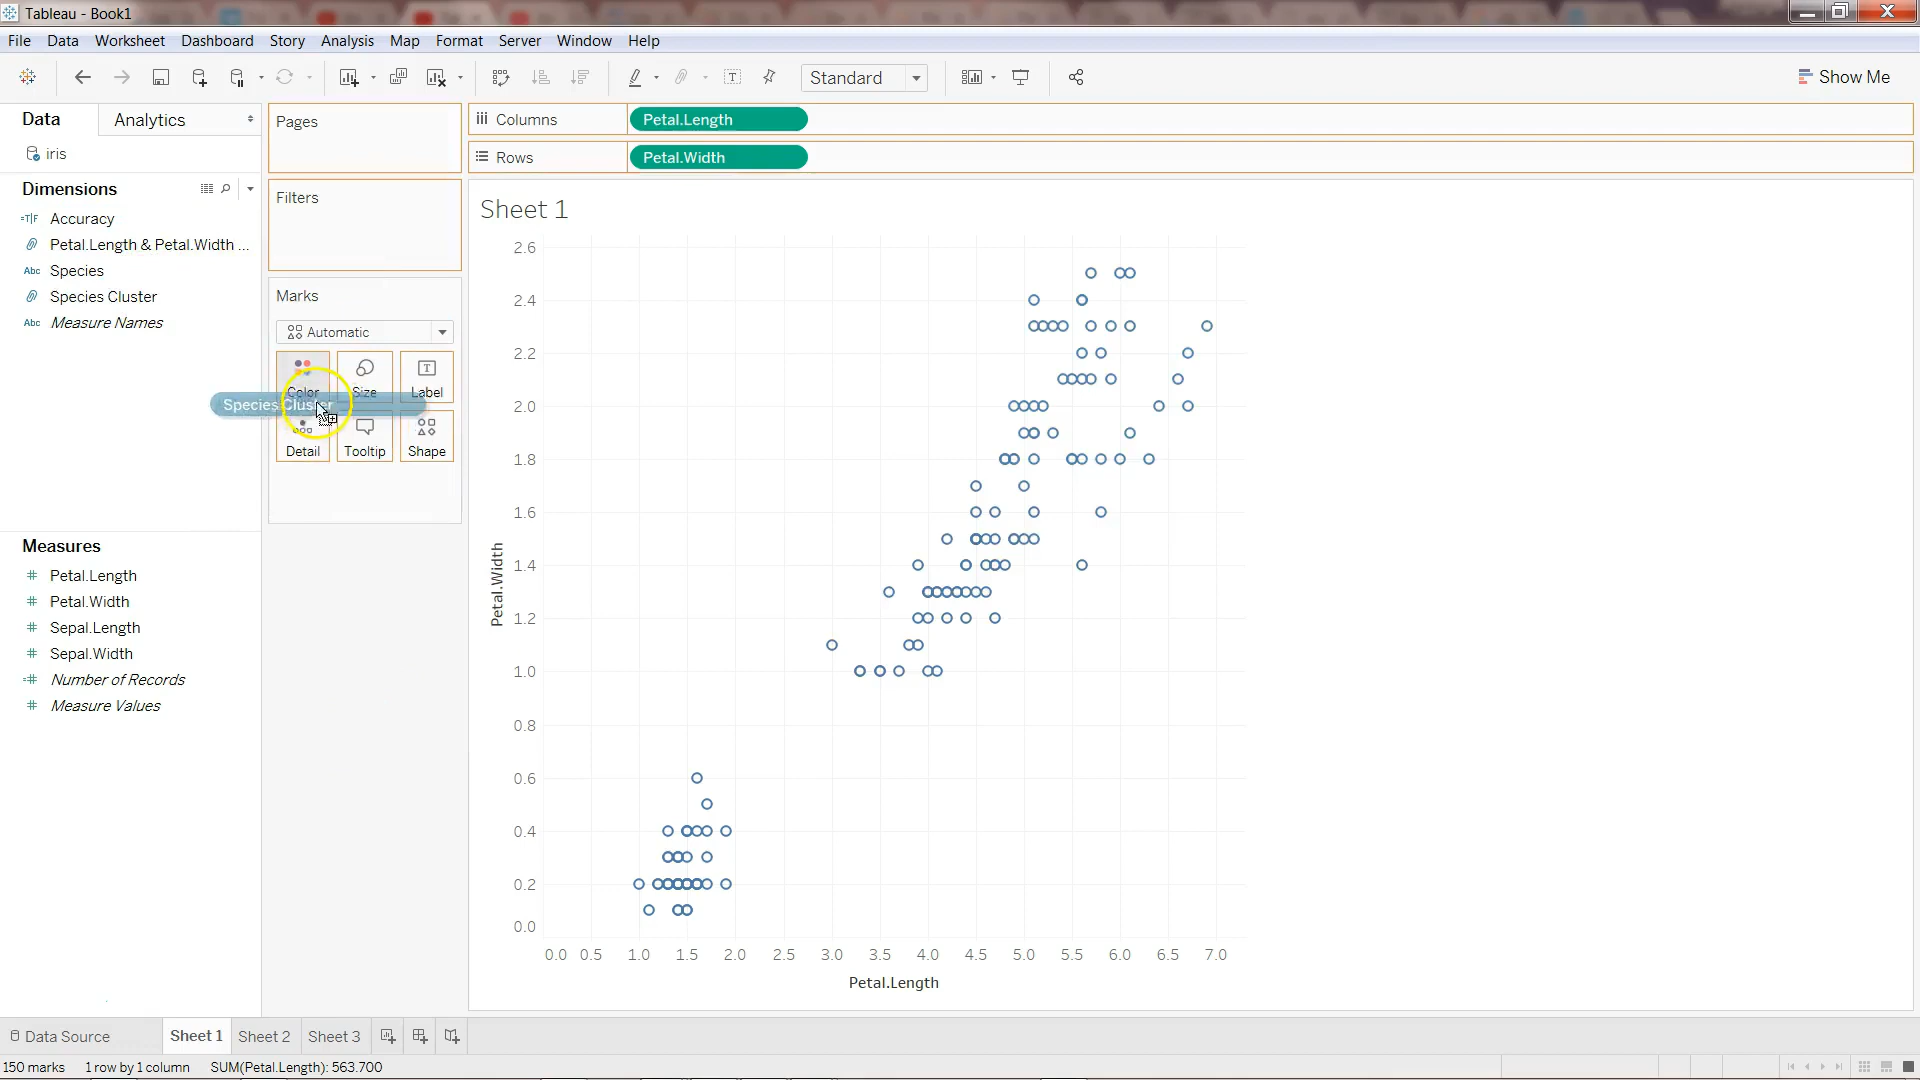 Tableau - Book1
File Data Worksheet Dashboard Story Analysis Map Format Server Window Help
Standard
Show Me
Data Analytics
iris
Dimensions
=T|F Accuracy
Petal.Length & Petal.Width ...
Abc Species
Species Cluster
Abc Measure Names
Measures
# Petal.Length
# Petal.Width
# Sepal.Length
# Sepal.Width
=# Number of Records
# Measure Values
Pages
Filters
Marks
Automatic
Color Size Label
Species Cluster
Detail Tooltip Shape
Columns Petal.Length
Rows Petal.Width
Sheet 1
2.6
2.4
2.2
2.0
1.8
1.6
1.4
1.2
1.0
0.8
0.6
0.4
0.2
0.0
Petal.Width
0.0 0.5 1.0 1.5 2.0 2.5 3.0 3.5 4.0 4.5 5.0 5.5 6.0 6.5 7.0
Petal.Length
Data Source Sheet 1 Sheet 2 Sheet 3
150 marks 1 row by 1 column SUM(Petal.Length): 563.700